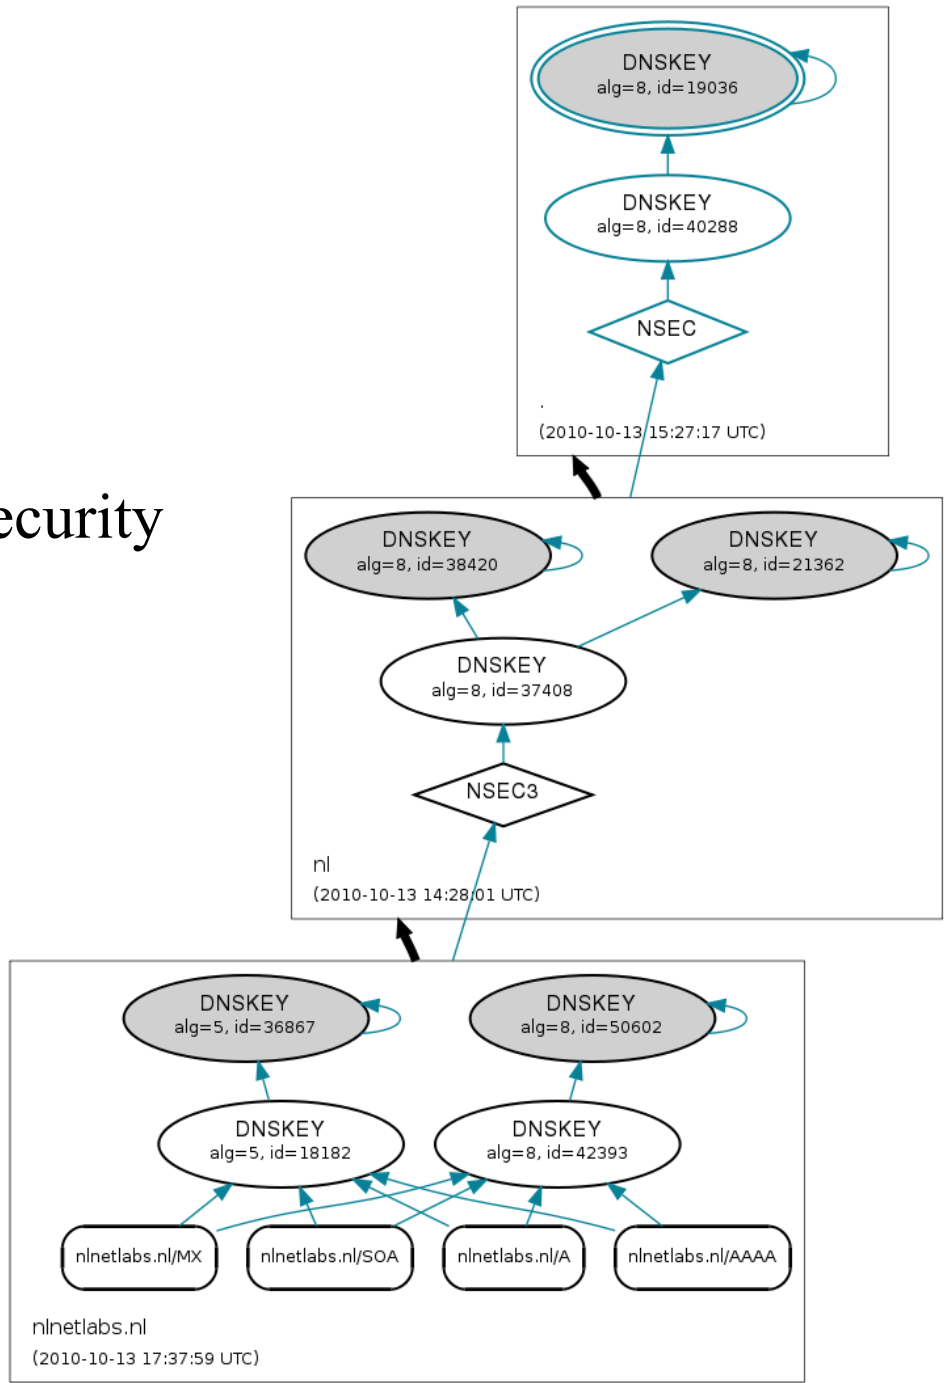 DNSKEY
alg=8, id=19036
DNSKEY
alg=8, id=40288
NSEC
.
(2010-10-13 15:27:17 UTC)
ecurity
DNSKEY
alg=8, id=38420
DNSKEY
alg=8, id=21362
DNSKEY
alg=8, id=37408
NSEC3
nl
(2010-10-13 14:28:01 UTC)
DNSKEY
alg=5, id=36867
DNSKEY
alg=8, id=50602
DNSKEY
alg=5, id=18182
DNSKEY
alg=8, id=42393
nlnetlabs.nl/MX
nlnetlabs.nl/SOA
nlnetlabs.nl/A
nlnetlabs.nl/AAAA
nlnetlabs.nl
(2010-10-13 17:37:59 UTC)